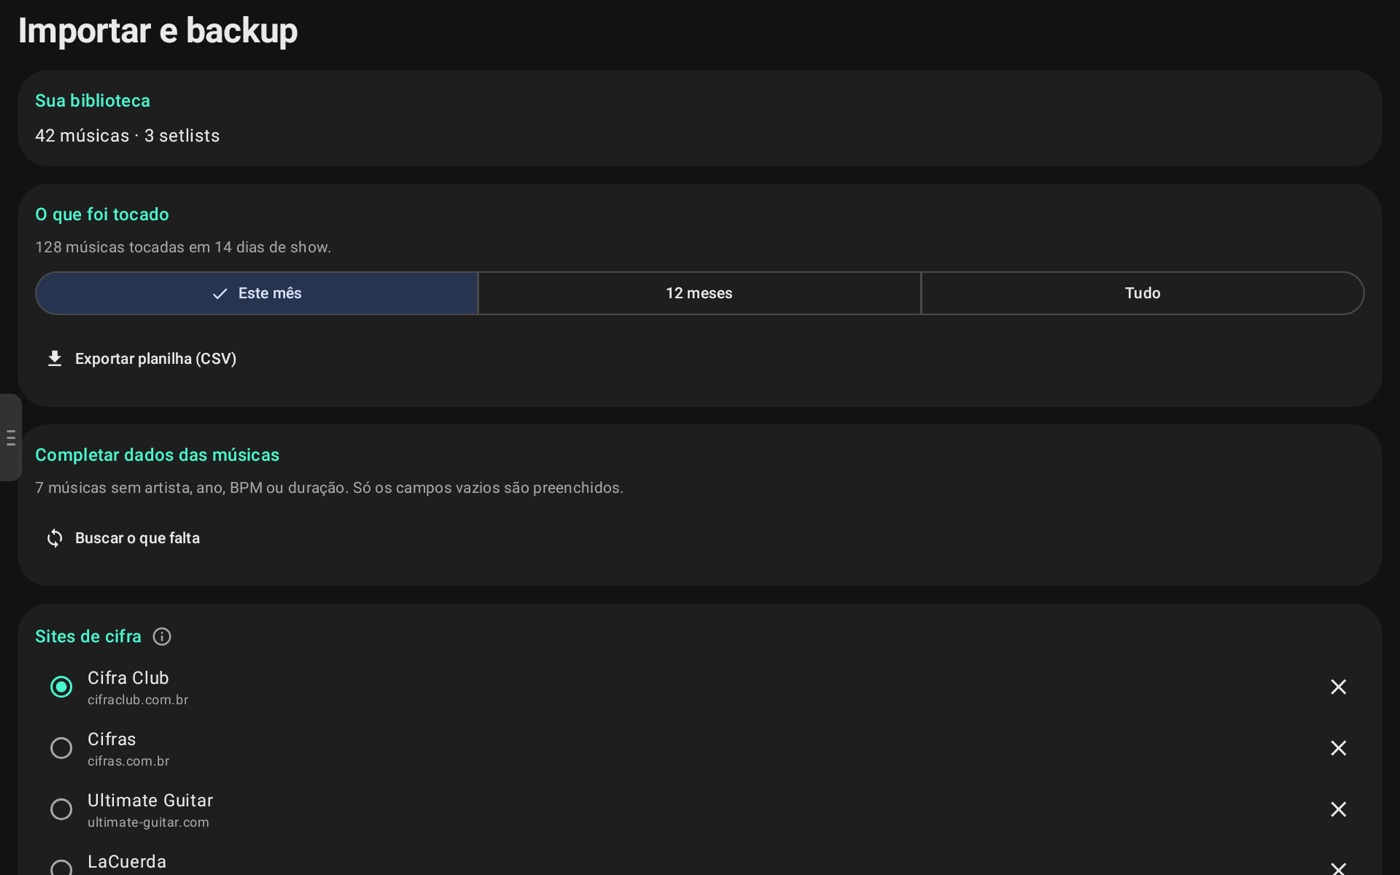 Importar e backup
Sua biblioteca
42 músicas · 3 setlists
O que foi tocado
128 músicas tocadas em 14 dias de show.
Este mês
12 meses
Tudo
Exportar planilha (CSV)
Completar dados das músicas
7 músicas sem artista, ano, BPM ou duração. Só os campos vazios são preenchidos.
Buscar o que falta
Sites de cifra
Cifra Club
cifraclub.com.br
Cifras
cifras.com.br
Ultimate Guitar
ultimate-guitar.com
LaCuerda